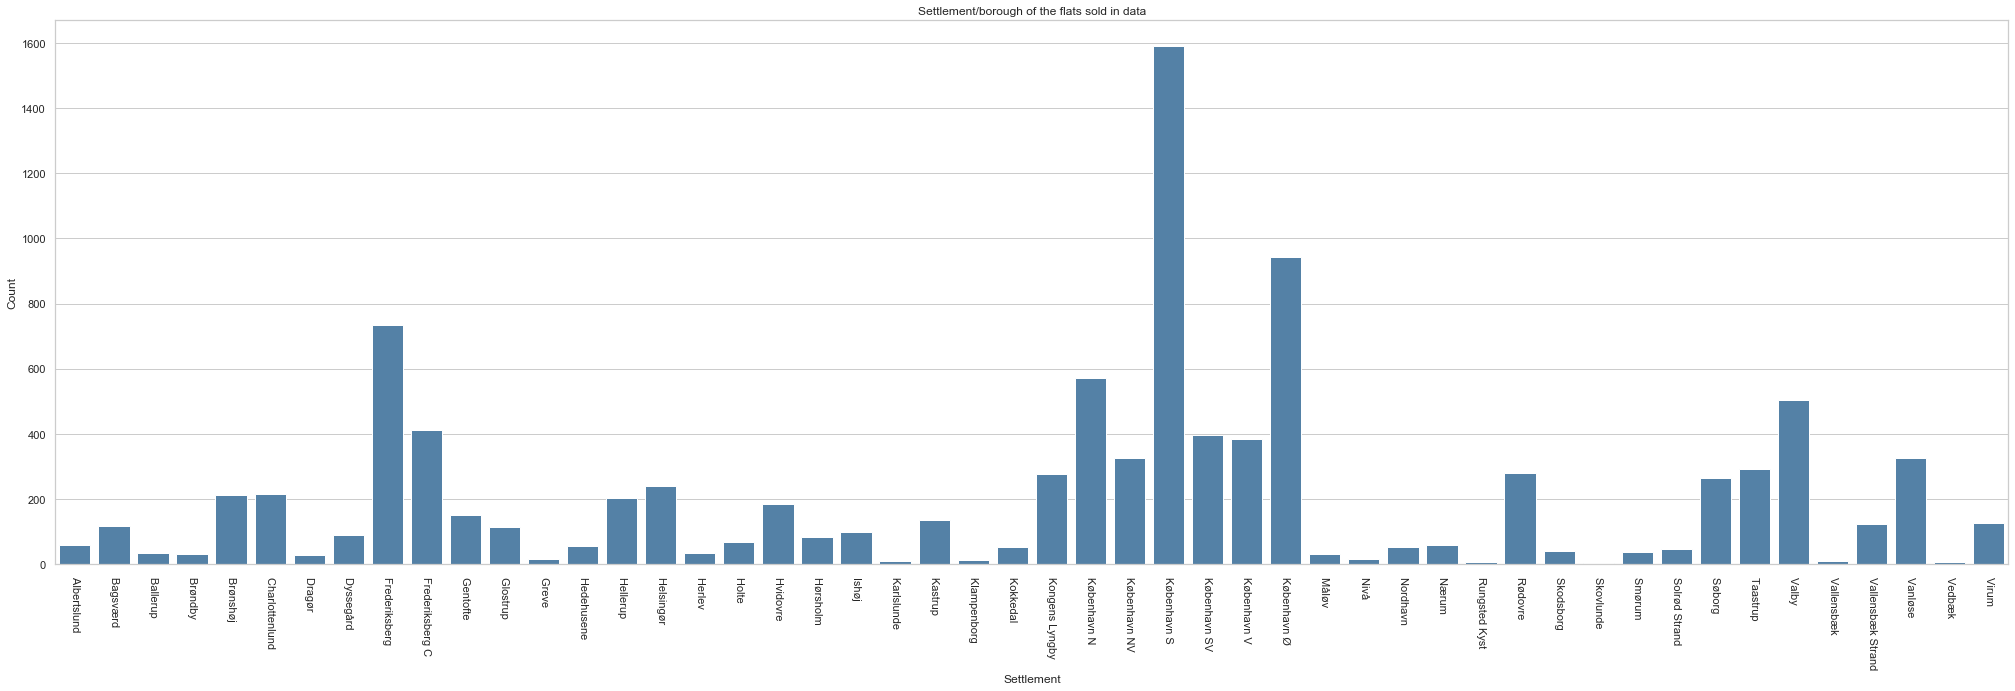 Settlement/borough of the flats sold in data
Count
1600
1400
1200
1000
800
600
400
200
0
Albertslund
Bagsværd
Ballerup
Brøndby
Brønshøj
Charlottenlund
Dragør
Dyssegård
Frederiksberg
Frederiksberg C
Gentofte
Glostrup
Greve
Hedehusene
Hellerup
Helsingør
Herlev
Holte
Hvidovre
Hørsholm
Ishøj
Karlslunde
Kastrup
Klampenborg
Kokkedal
Kongens Lyngby
København N
København NV
København S
København SV
København V
København Ø
Måløv
Nivå
Nordhavn
Nærum
Rungsted Kyst
Rødovre
Skodsborg
Skovlunde
Smørum
Solrød Strand
Søborg
Taastrup
Valby
Vallensbæk
Vallensbæk Strand
Vanløse
Vedbæk
Virum
Settlement